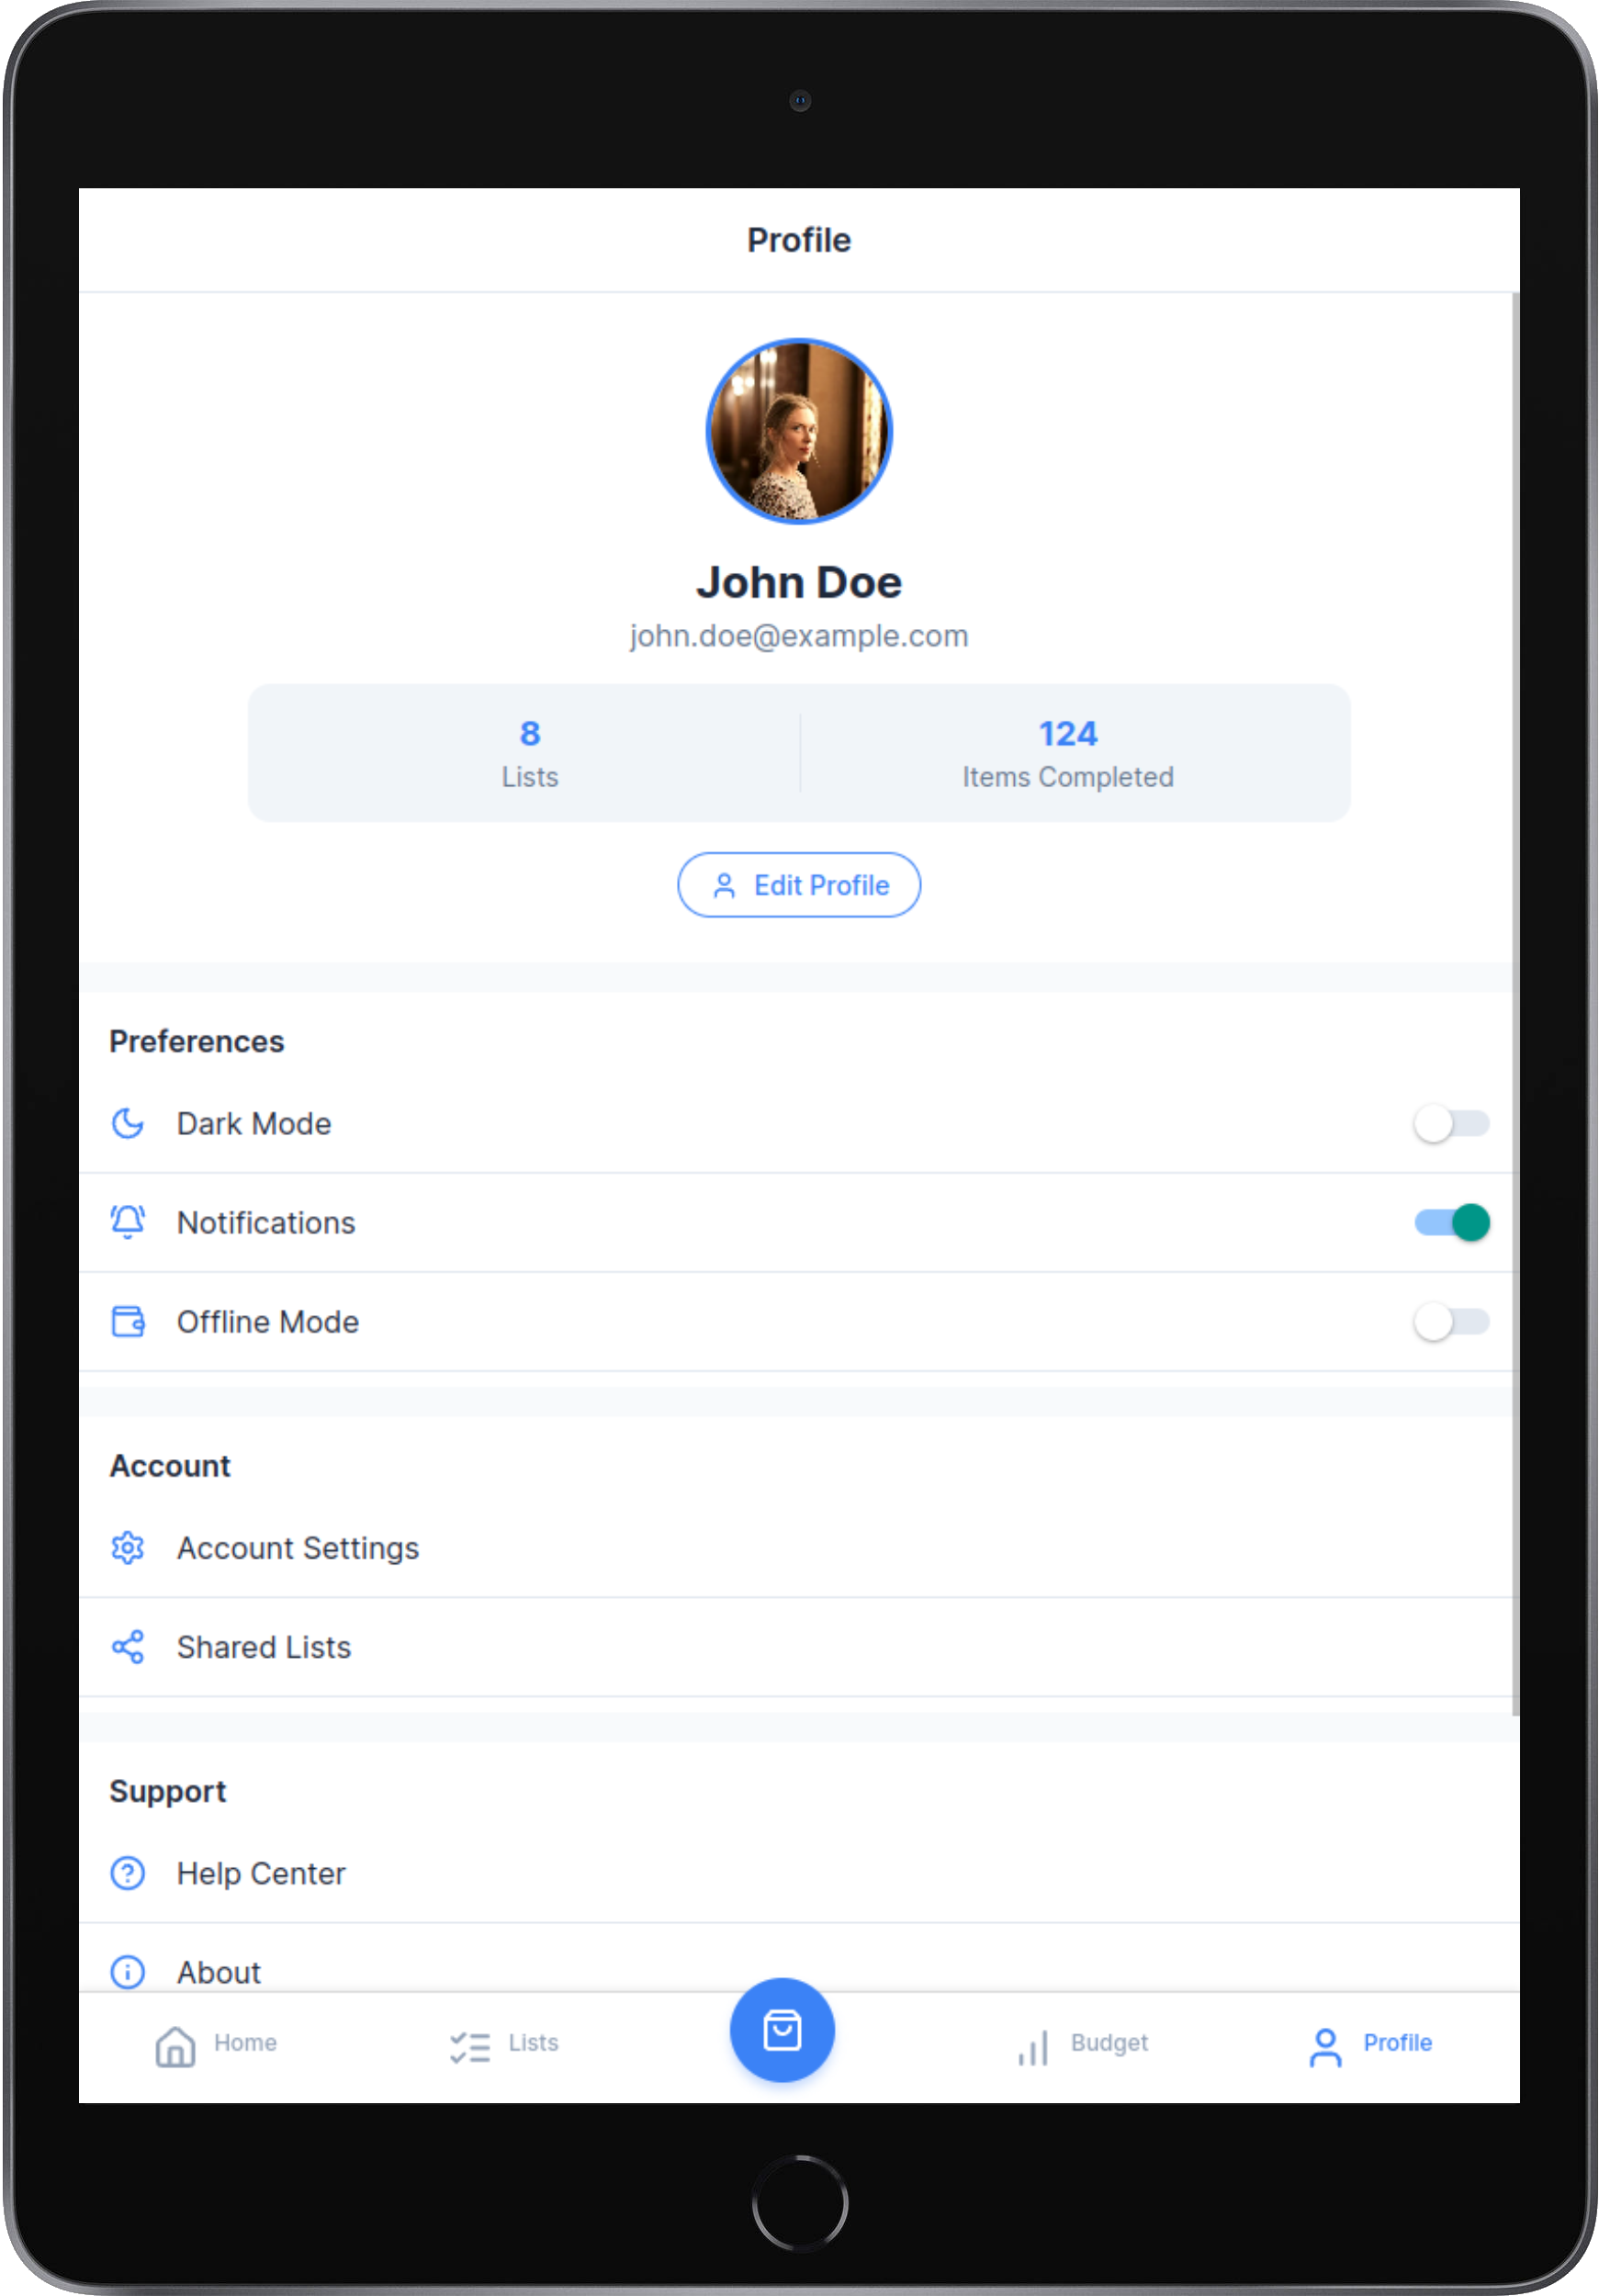 Profile
John Doe
john.doe@example.com
8
Lists
124
Items Completed
Edit Profile
Preferences
Dark Mode
Notifications
Offline Mode
Account
Account Settings
Shared Lists
Support
Help Center
About
Home
Lists
Budget
Profile